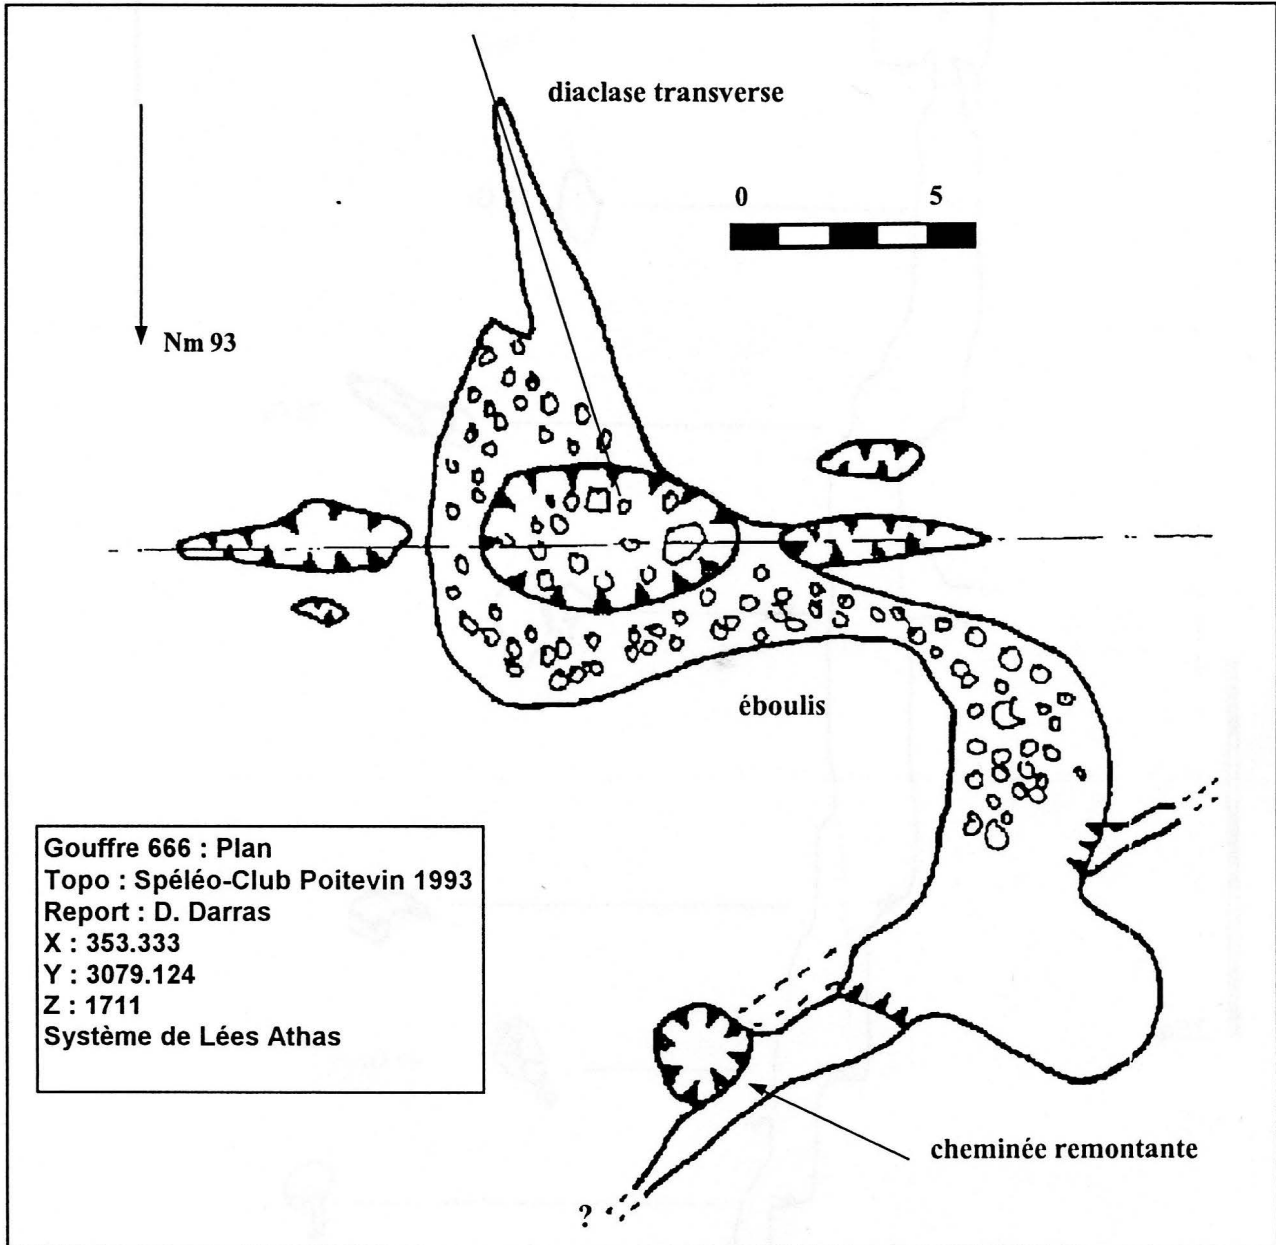 diaclase transverse
0 5
Nm 93
éboulis
Gouffre 666 : Plan
Topo : Spéléo-Club Poitevin 1993
Report : D. Darras
X : 353.333
Y : 3079.124
Z : 1711
Système de Lées Athas
cheminée remontante
?